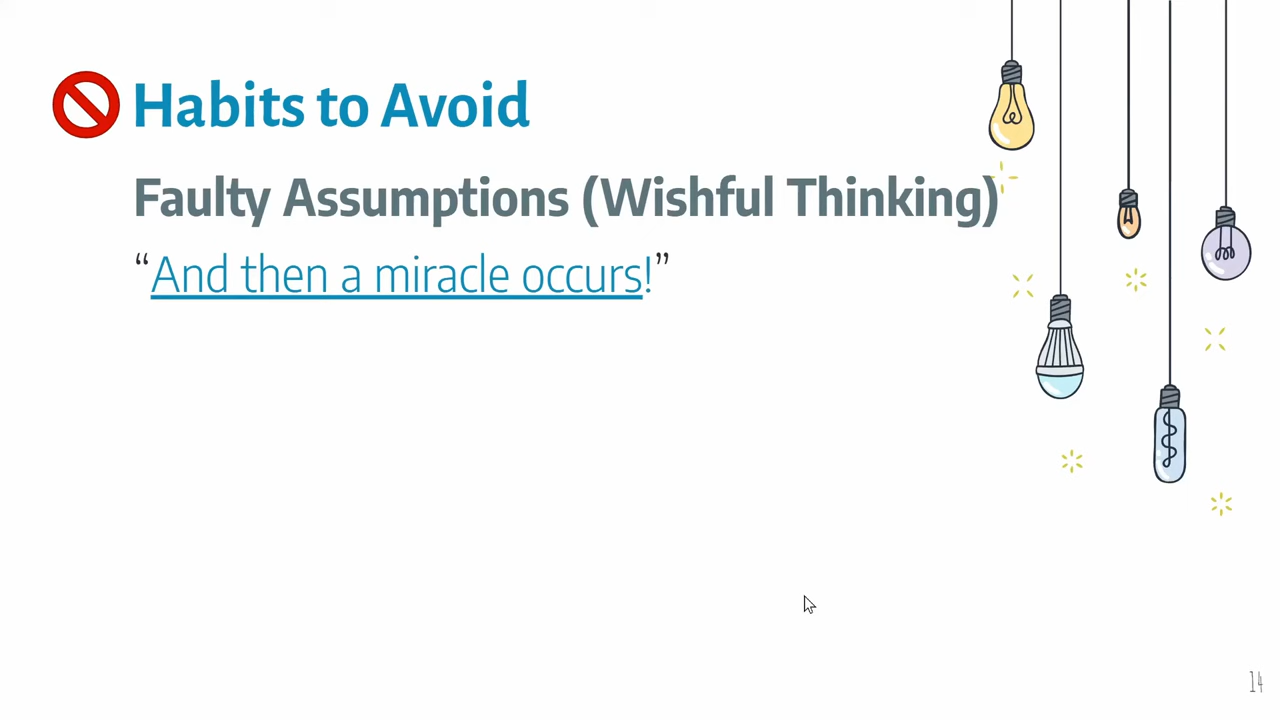 Habits to Avoid
Faulty Assumptions (Wishful Thinking)
“And then a miracle occurs!”
14